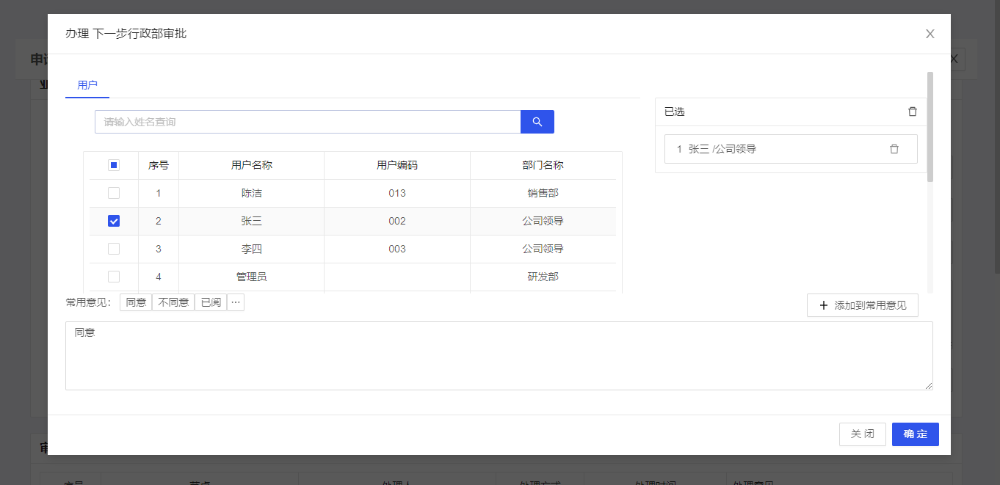 办理 下一步行政部审批
用户
请输入姓名查询
序号 用户名称 用户编码 部门名称
1 陈洁 013 销售部
2 张三 002 公司领导
3 李四 003 公司领导
4 管理员 研发部
已选
1 张三 /公司领导
常用意见: 同意 不同意 已阅 ···
添加到常用意见
同意
关 闭 确 定